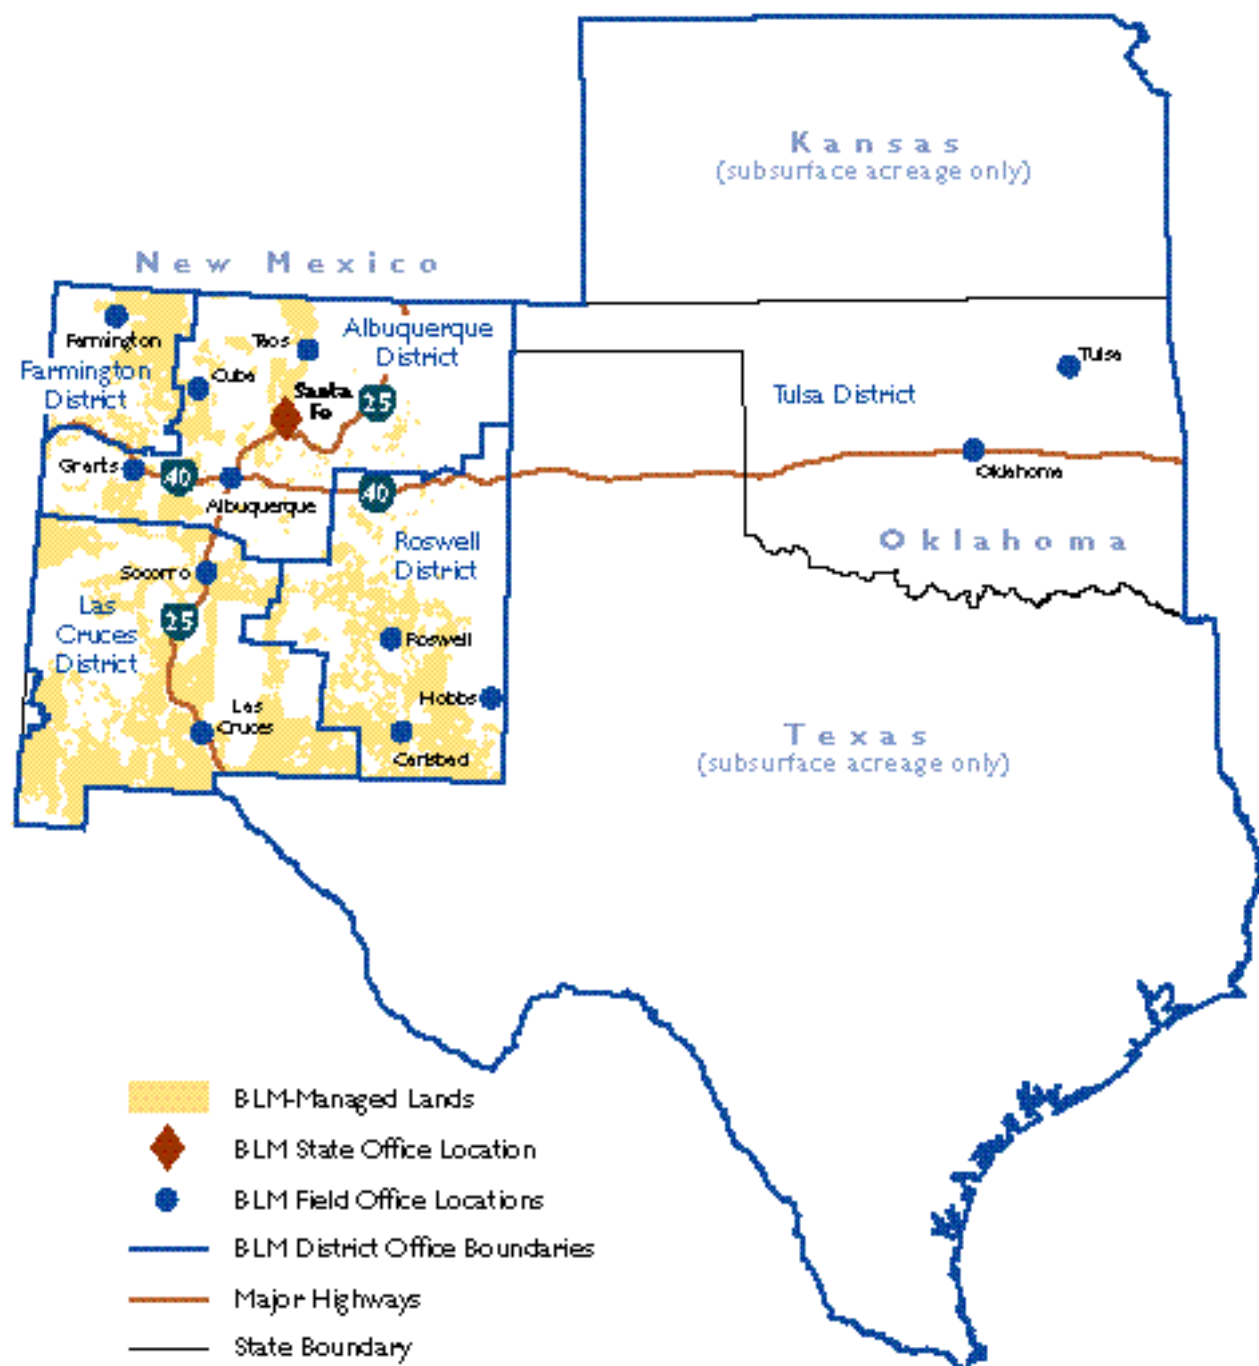 Kansas
(subsurface acreage only)
New Mexico
Farmington
Farmington
District
Taos
Cuba
Albuquerque
District
Santa
Fe
25
Tulsa
Tulsa District
Grants
40
Albuquerque
40
Oklahoma
Oklahoma
Roswell
District
Socorro
25
Las
Cruces
District
Roswell
Hobbs
Las
Cruces
Carlsbad
Texas
(subsurface acreage only)
BLM-Managed Lands
BLM State Office Location
BLM Field Office Locations
BLM District Office Boundaries
Major Highways
State Boundary